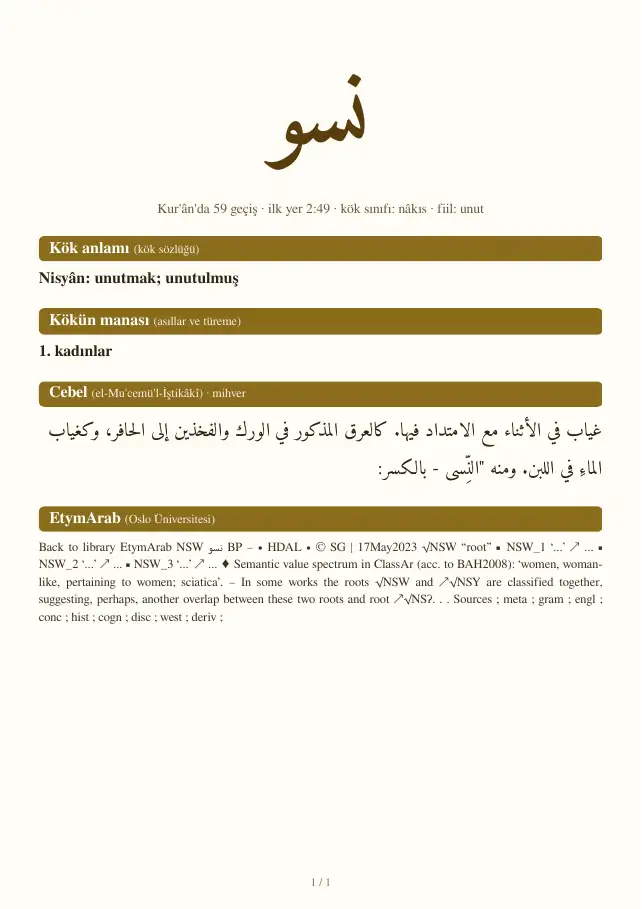 نسو
Kur'ân'da 59 geçiş · ilk yer 2:49 · kök sınıfı: nâkıs · fiil: unut
Kök anlamı (kök sözlüğü)
Nisyân: unutmak; unutulmuş
Kökün manası (asıllar ve türeme)
1. kadınlar
Cebel (el-Mu'cemü'l-İştikâkî) · mihver
غياب في الأثناء مع الامتداد فيها. كالعرق المذكور في الورك والفخذين إلى الحافر، وكغياب
الماءِ في اللبن. ومنه "النِّسى - بالكسر:
EtymArab (Oslo Üniversitesi)
Back to library EtymArab NSW نسو BP – • HDAL • © SG | 17May2023 √NSW “root” ▪ NSW_1 ‘...’ ↗ ... ▪
NSW_2 ‘...’ ↗ ... ▪ NSW_3 ‘...’ ↗ ... ♦ Semantic value spectrum in ClassAr (acc. to BAH2008): ‘women, woman-
like, pertaining to women; sciatica’. – In some works the roots √NSW and ↗√NSY are classified together,
suggesting, perhaps, another overlap between these two roots and root ↗√NSʔ. . . Sources ; meta ; gram ; engl ;
conc ; hist ; cogn ; disc ; west ; deriv ;
1 / 1